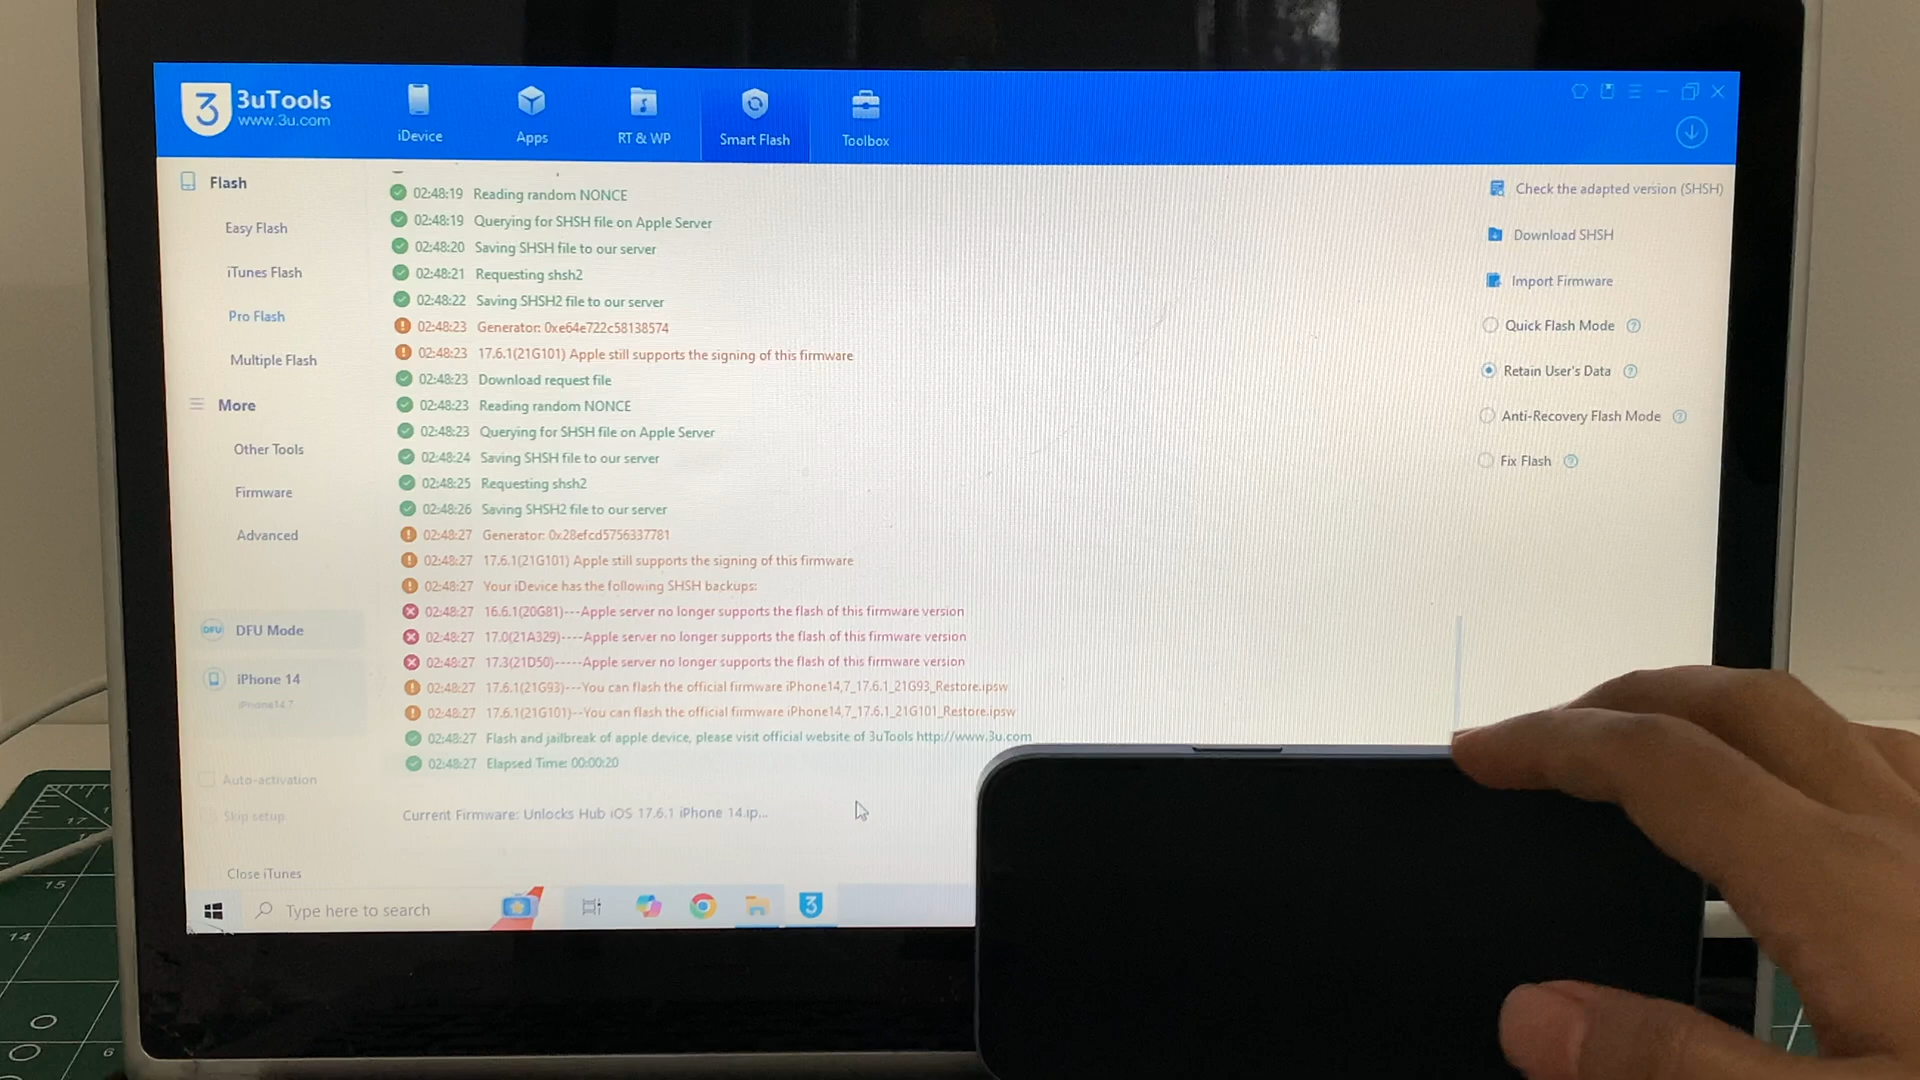 3 3uTools
www.3u.com
iDevice
Apps
RT & WP
Smart Flash
Toolbox
Flash
Easy Flash
iTunes Flash
Pro Flash
Multiple Flash
More
Other Tools
Firmware
Advanced
DFU DFU Mode
iPhone 14
iPhone14,7
Auto-activation
Skip setup
Close iTunes
02:48:19 Reading random NONCE
02:48:19 Querying for SHSH file on Apple Server
02:48:20 Saving SHSH file to our server
02:48:21 Requesting shsh2
02:48:22 Saving SHSH2 file to our server
02:48:23 Generator: 0xe64e722c58138574
02:48:23 17.6.1(21G101) Apple still supports the signing of this firmware
02:48:23 Download request file
02:48:23 Reading random NONCE
02:48:23 Querying for SHSH file on Apple Server
02:48:24 Saving SHSH file to our server
02:48:25 Requesting shsh2
02:48:26 Saving SHSH2 file to our server
02:48:27 Generator: 0x28efcd5756337781
02:48:27 17.6.1(21G101) Apple still supports the signing of this firmware
02:48:27 Your iDevice has the following SHSH backups:
02:48:27 16.6.1(20G81)---Apple server no longer supports the flash of this firmware version
02:48:27 17.0(21A329)----Apple server no longer supports the flash of this firmware version
02:48:27 17.3(21D50)-----Apple server no longer supports the flash of this firmware version
02:48:27 17.6.1(21G93)---You can flash the official firmware iPhone14,7_17.6.1_21G93_Restore.ipsw
02:48:27 17.6.1(21G101)--You can flash the official firmware iPhone14,7_17.6.1_21G101_Restore.ipsw
02:48:27 Flash and jailbreak of apple device, please visit official website of 3uTools http://www.3u.com
02:48:27 Elapsed Time: 00:00:20
Current Firmware: Unlocks Hub iOS 17.6.1 iPhone 14.ip...
Check the adapted version (SHSH)
Download SHSH
Import Firmware
Quick Flash Mode ?
Retain User's Data ?
Anti-Recovery Flash Mode ?
Fix Flash ?
Type here to search
3
17
15
14
6